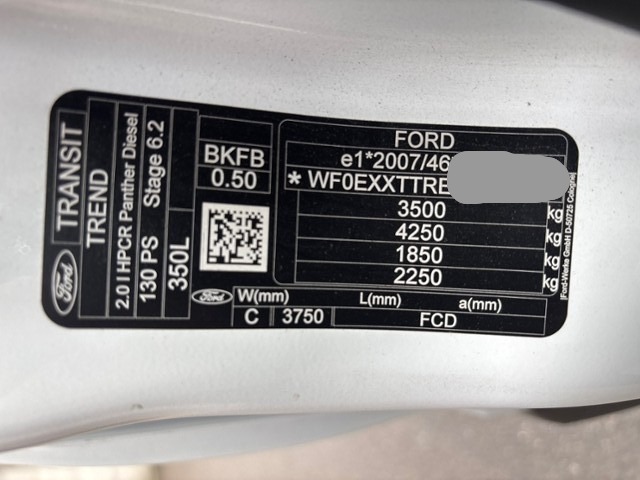 Ford
TRANSIT
TREND
2.0 l HPCR Panther Diesel
130 PS Stage 6.2
350L
BKFB
0.50
FORD
e1*2007/46
* WF0EXXTTRE
3500 kg
4250 kg
1850 kg
2250 kg
Ford-Werke GmbH D-50725 Cologne
Ford
W(mm) L(mm) a(mm)
C 3750 FCD